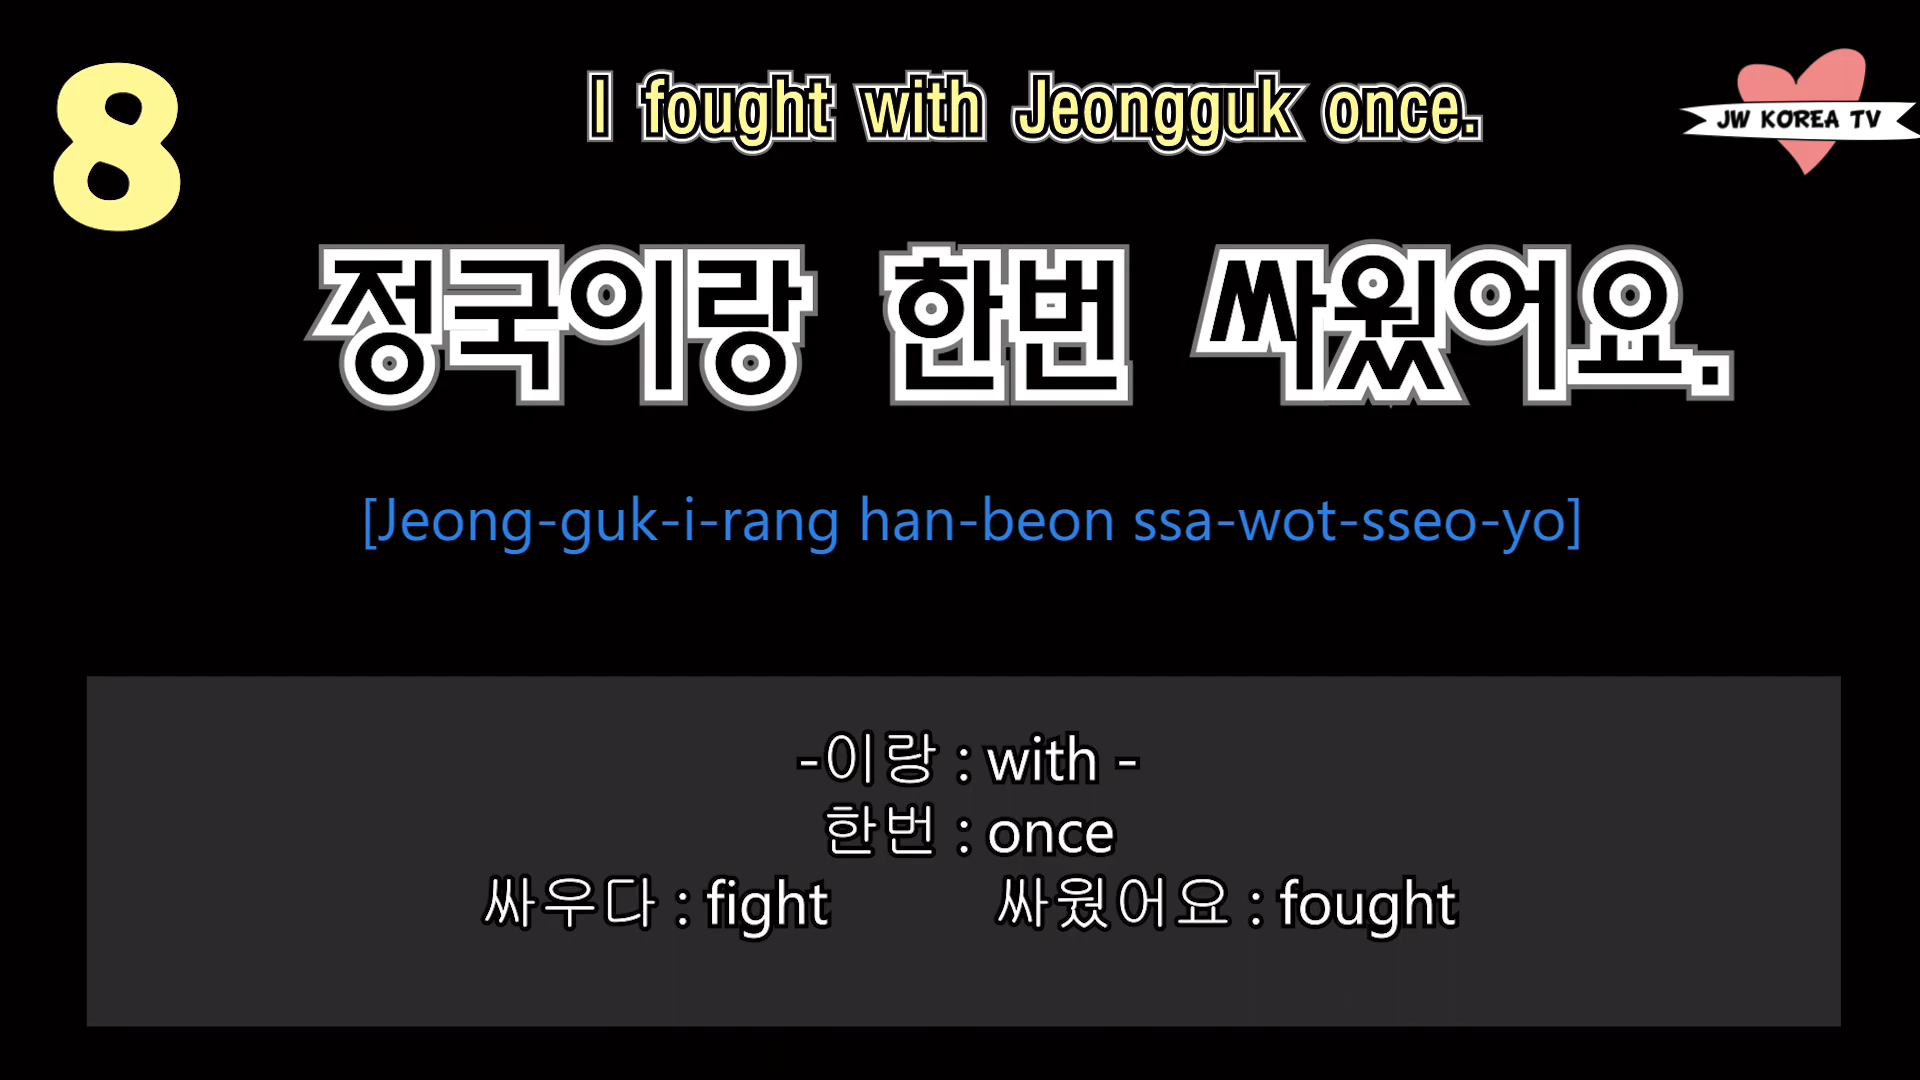 8
I fought with Jeongguk once.
JW KOREA TV
정국이랑 한번 싸웠어요.
[Jeong-guk-i-rang han-beon ssa-wot-sseo-yo]
-이랑 : with -
한번 : once
싸우다 : fight 싸웠어요 : fought